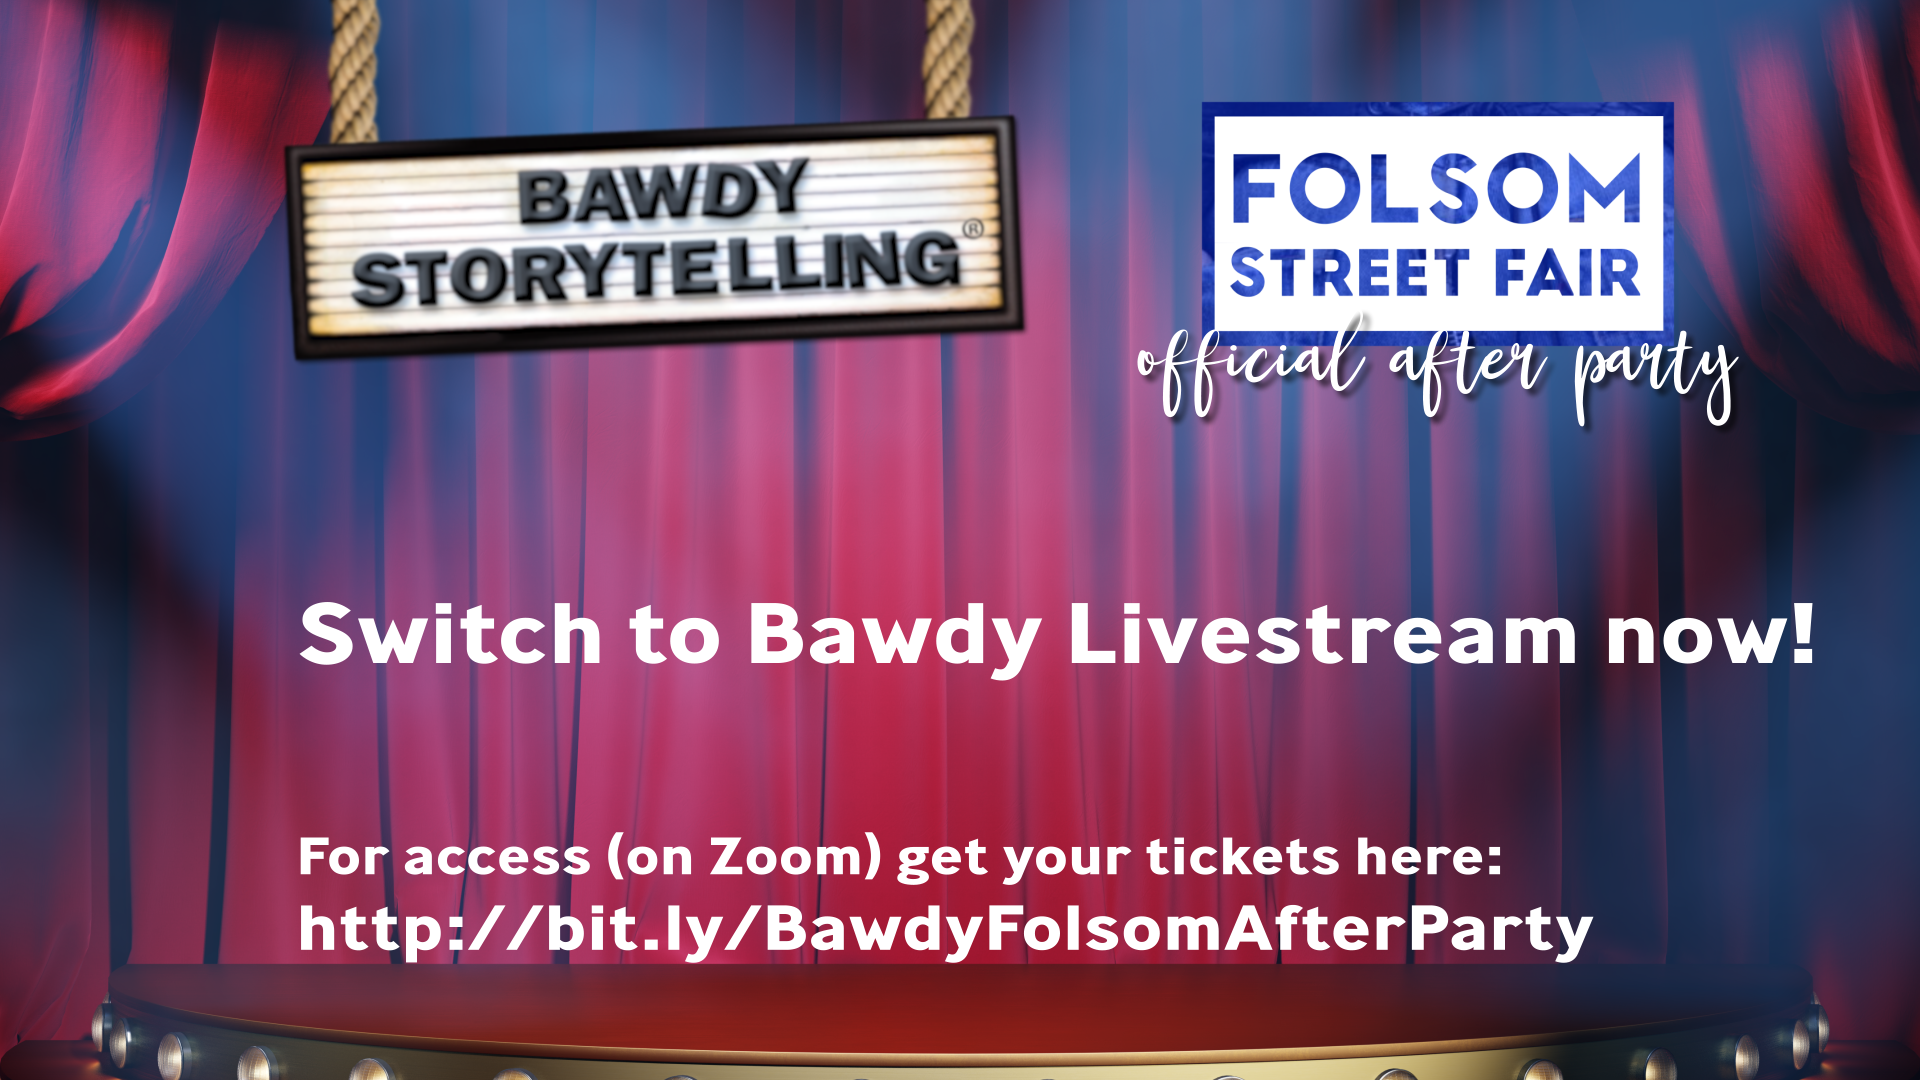 BAWDY
STORYTELLING®
FOLSOM
STREET FAIR
official after party
Switch to Bawdy Livestream now!
For access (on Zoom) get your tickets here:
http://bit.ly/BawdyFolsomAfterParty